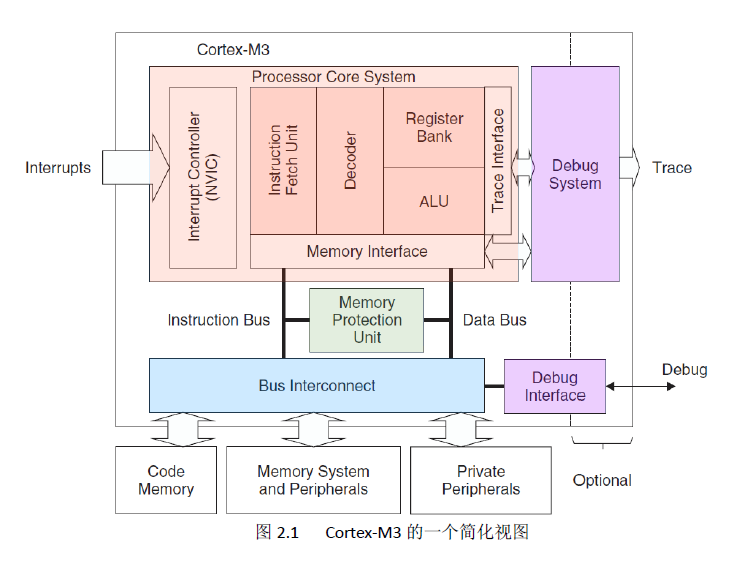 Cortex-M3
Processor Core System
Interrupts
Interrupt Controller
(NVIC)
Instruction
Fetch Unit
Decoder
Register
Bank
ALU
Trace Interface
Memory Interface
Debug
System
Trace
Instruction Bus
Memory
Protection
Unit
Data Bus
Bus Interconnect
Debug
Interface
Debug
Code
Memory
Memory System
and Peripherals
Private
Peripherals
Optional
图 2.1 Cortex-M3 的一个简化视图